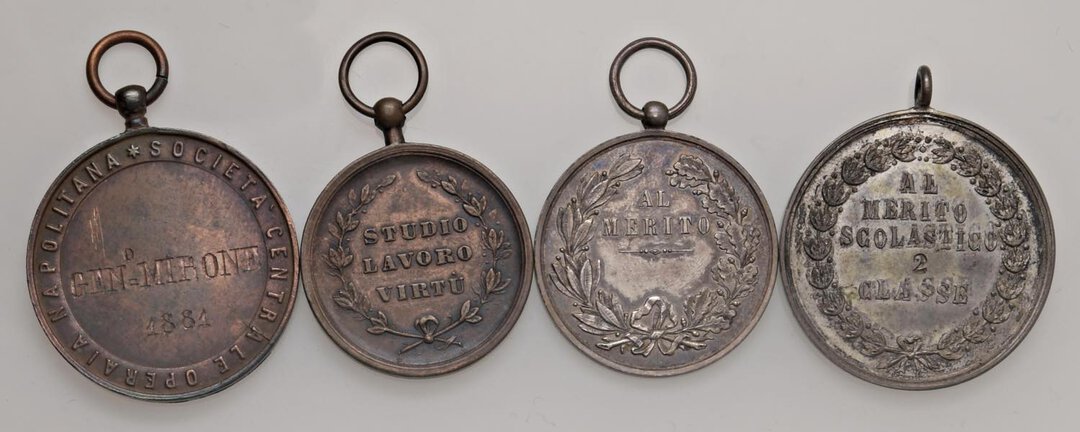 SOCIETA' CENTRALE OPERAIA NAPOLITANA
GEN-MIRONE
1881
STUDIO
LAVORO
VIRTÙ
AL
MERITO
AL
MERITO
SCOLASTICO
2
CLASSE